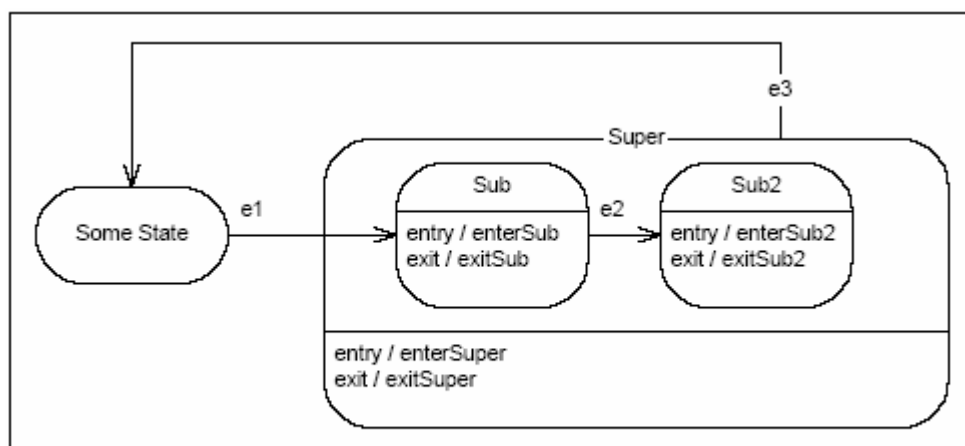 e3
Super
Sub
Sub2
e1
e2
Some State
entry / enterSub
exit / exitSub
entry / enterSub2
exit / exitSub2
entry / enterSuper
exit / exitSuper